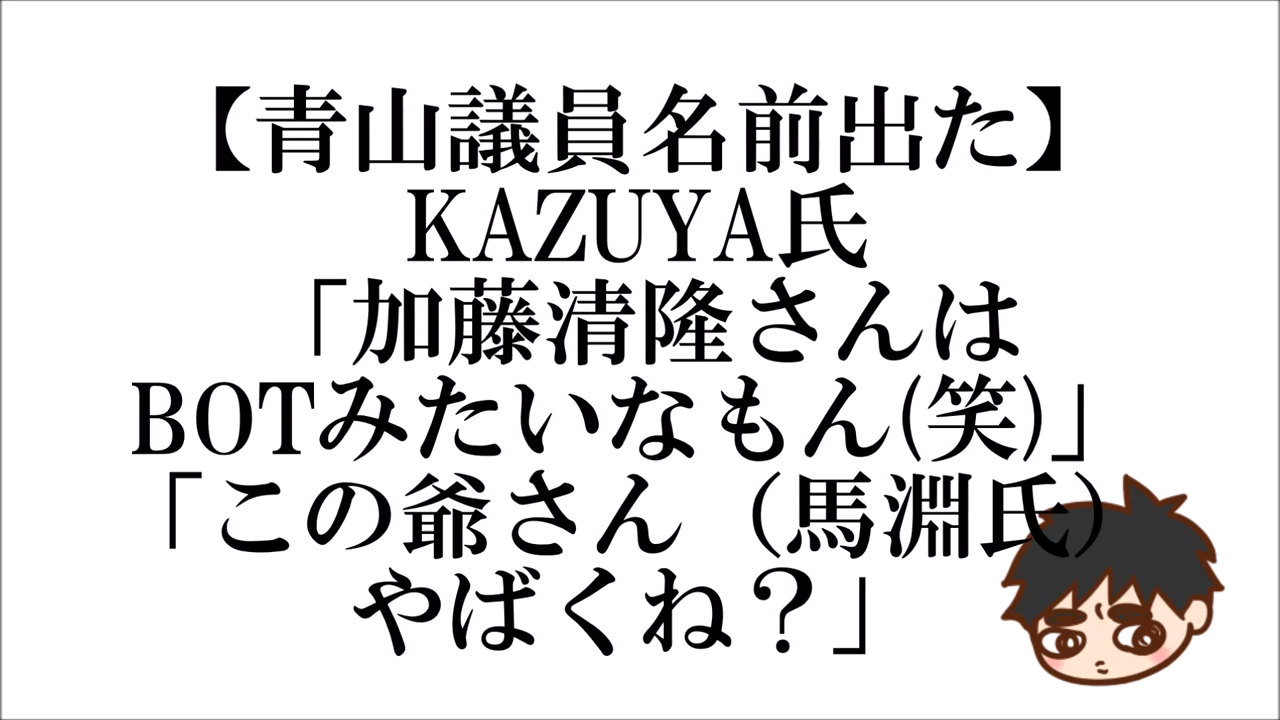 【青山議員名前出た】
KAZUYA氏
「加藤清隆さんは
BOTみたいなもん(笑)」
「この爺さん（馬淵氏）
やばくね？」